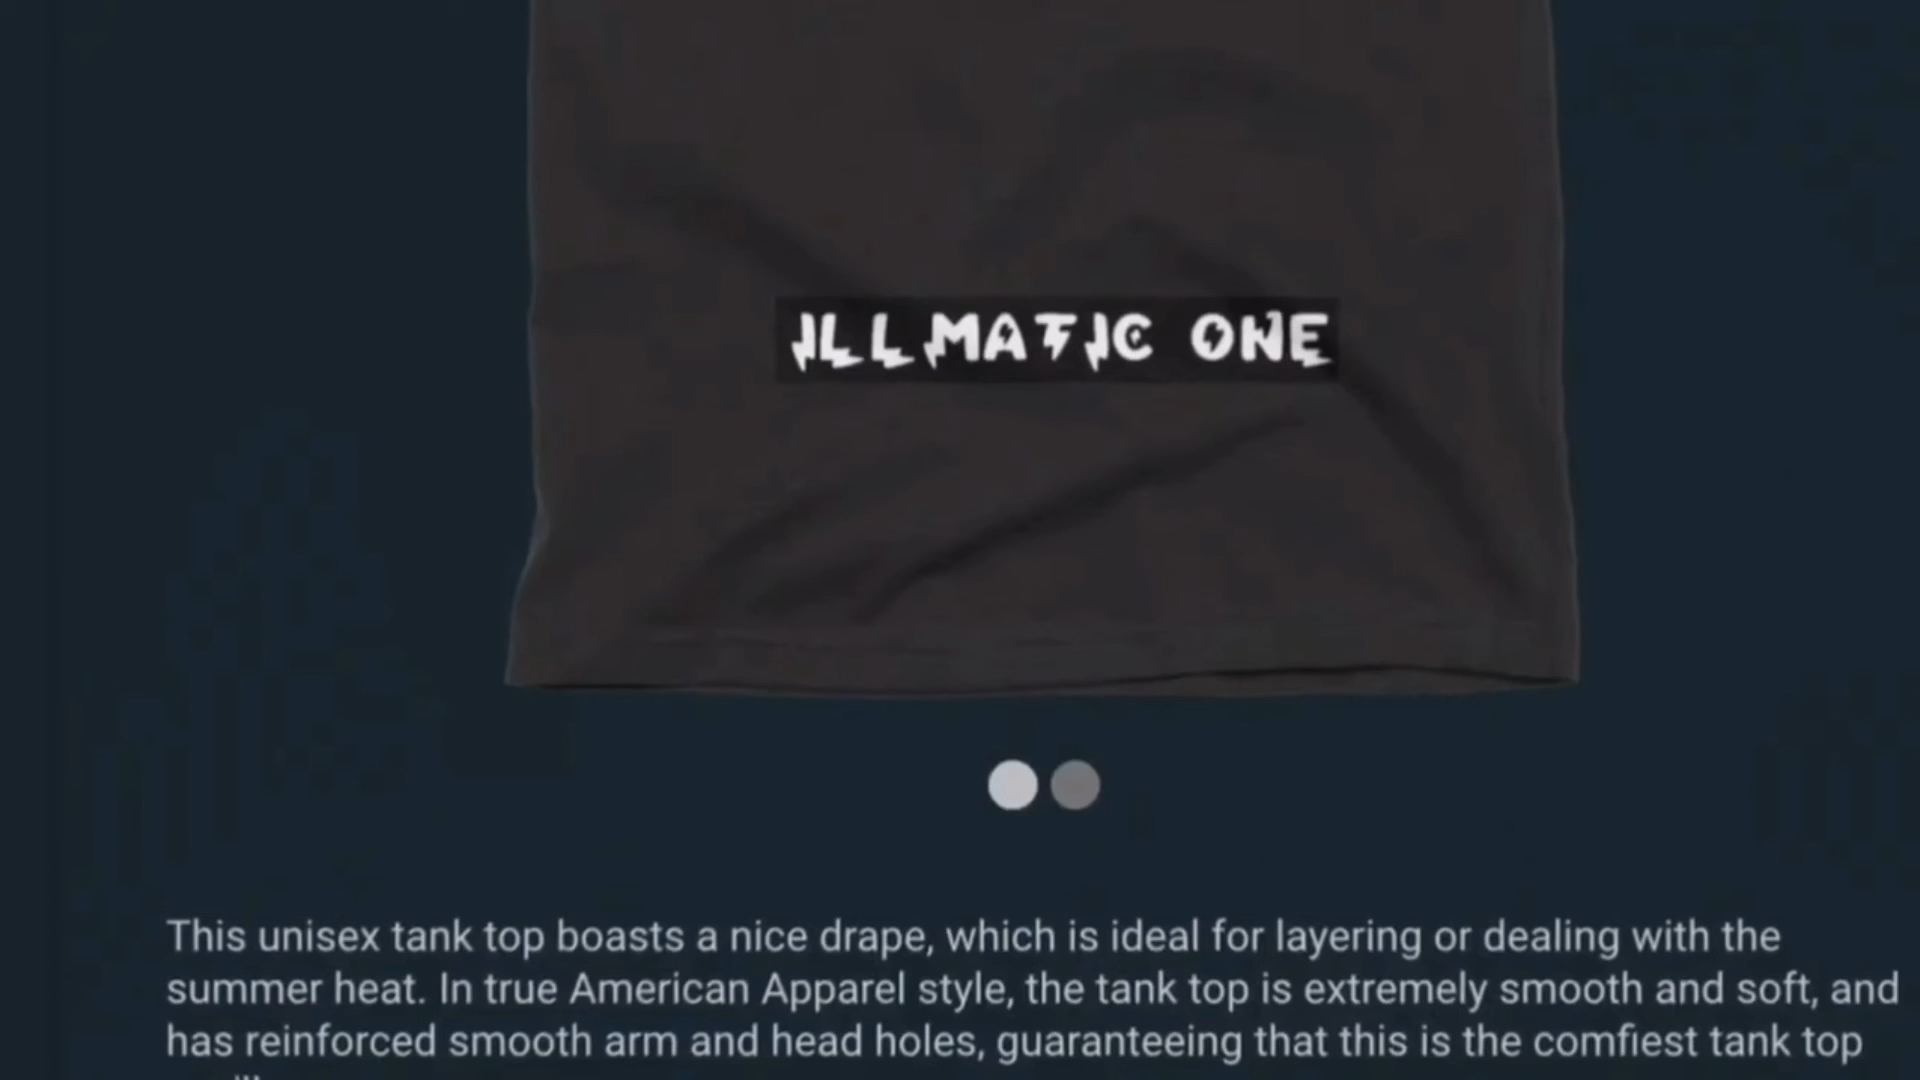 ILLMATIC ONE
This unisex tank top boasts a nice drape, which is ideal for layering or dealing with the
summer heat. In true American Apparel style, the tank top is extremely smooth and soft, and
has reinforced smooth arm and head holes, guaranteeing that this is the comfiest tank top